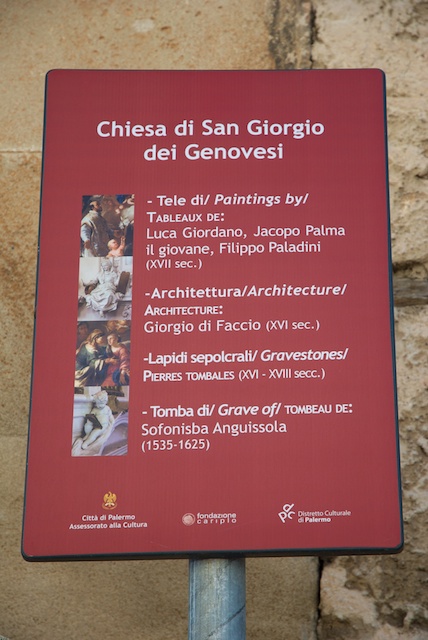 Chiesa di San Giorgio
dei Genovesi
- Tele di/ Paintings by/
TABLEAUX DE:
Luca Giordano, Jacopo Palma
il giovane, Filippo Paladini
(XVII sec.)
-Architettura/Architecture/
ARCHITECTURE:
Giorgio di Faccio (XVI sec.)
-Lapidi sepolcrali/ Gravestones/
PIERRES TOMBALES (XVI - XVIII secc.)
- Tomba di/ Grave of/ TOMBEAU DE:
Sofonisba Anguissola
(1535-1625)
Città di Palermo
Assessorato alla Cultura
fondazione
cariplo
Distretto Culturale
di Palermo